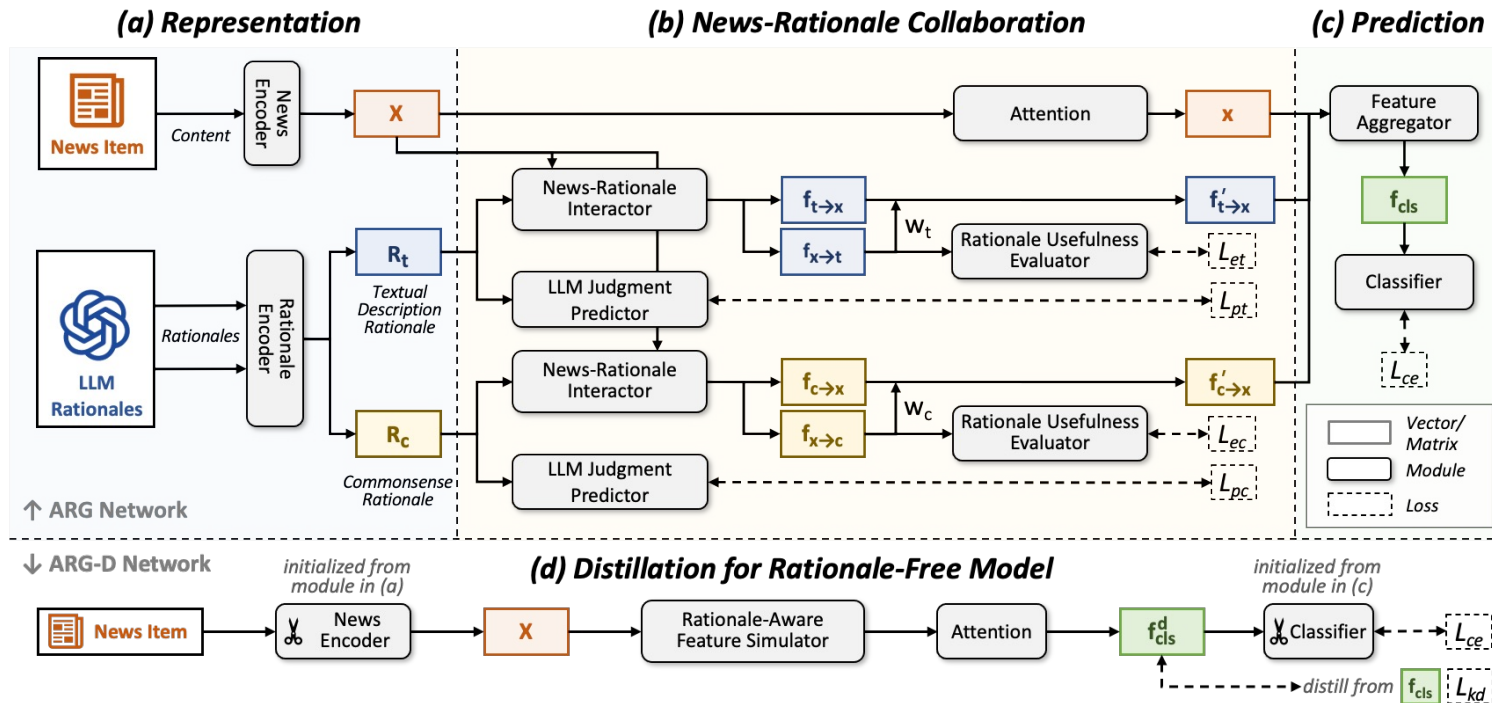 (a) Representation
(b) News-Rationale Collaboration
(c) Prediction
News Item
Content
News
Encoder
X
Attention
x
Feature
Aggregator
f_cls
Classifier
L_ce
LLM
Rationales
Rationales
Rationale
Encoder
R_t
Textual
Description
Rationale
R_c
Commonsense
Rationale
News-Rationale
Interactor
f_t→x
f_x→t
w_t
f'_t→x
Rationale Usefulness
Evaluator
L_et
LLM Judgment
Predictor
L_pt
News-Rationale
Interactor
f_c→x
f_x→c
w_c
f'_c→x
Rationale Usefulness
Evaluator
L_ec
LLM Judgment
Predictor
L_pc
Vector/
Matrix
Module
Loss
↑ ARG Network
↓ ARG-D Network
(d) Distillation for Rationale-Free Model
initialized from
module in (a)
initialized from
module in (c)
News Item
News
Encoder
X
Rationale-Aware
Feature Simulator
Attention
f^d_cls
Classifier
L_ce
distill from
f_cls
L_kd